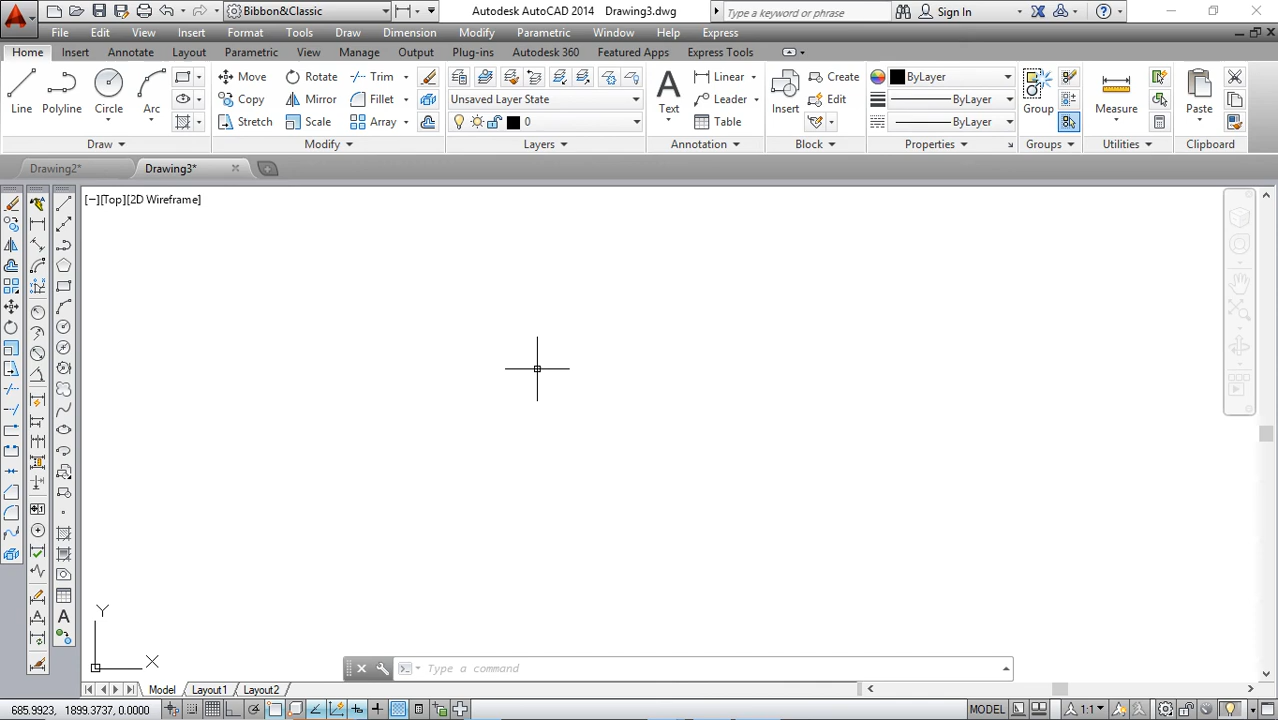 Bibbon&Classic
Autodesk AutoCAD 2014 Drawing3.dwg
Type a keyword or phrase
Sign In
File Edit View Insert Format Tools Draw Dimension Modify Parametric Window Help Express
Home Insert Annotate Layout Parametric View Manage Output Plug-ins Autodesk 360 Featured Apps Express Tools
Move Rotate Trim Linear Create ByLayer
Unsaved Layer State
Line Polyline Circle Arc Copy Mirror Fillet Text Leader Insert Edit ByLayer Group Measure Paste
Stretch Scale Array 0 Table ByLayer
Draw Modify Layers Annotation Block Properties Groups Utilities Clipboard
Drawing2* Drawing3*
[−][Top][2D Wireframe]
Y
X
Type a command
Model Layout1 Layout2
685.9923, 1899.3737, 0.0000 MODEL 1:1